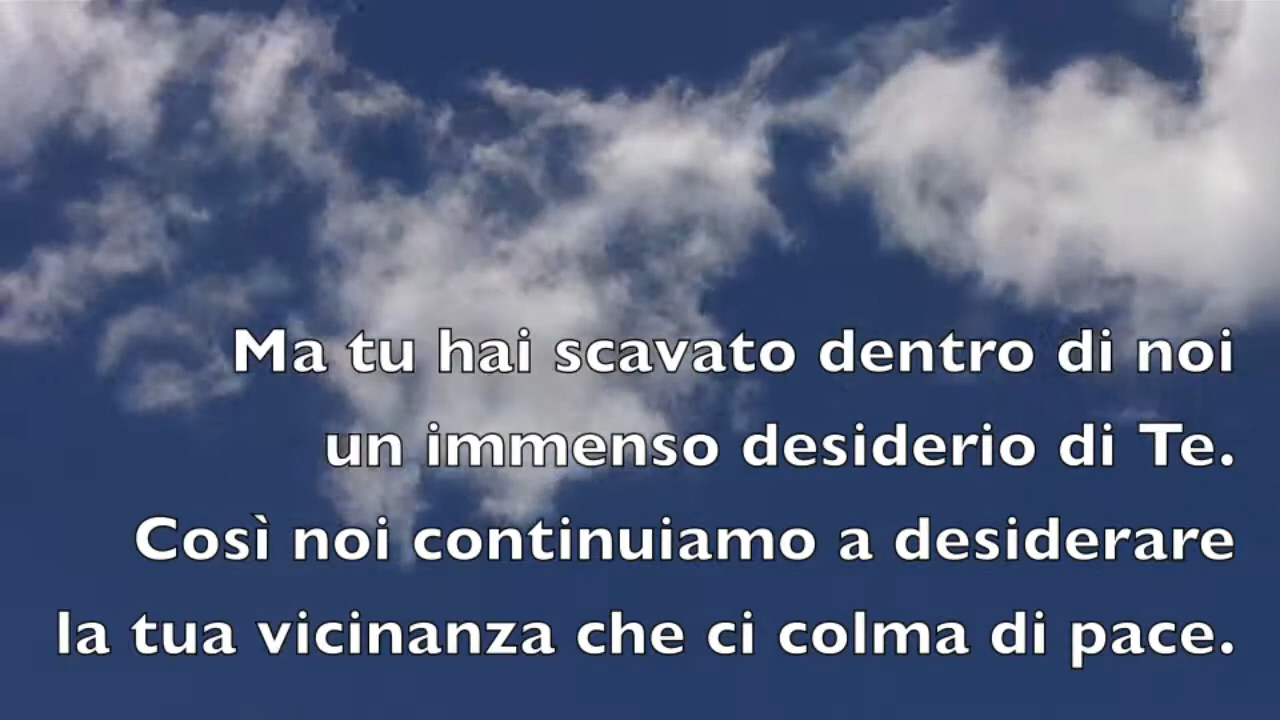 Ma tu hai scavato dentro di noi
un immenso desiderio di Te.
Così noi continuiamo a desiderare
la tua vicinanza che ci colma di pace.